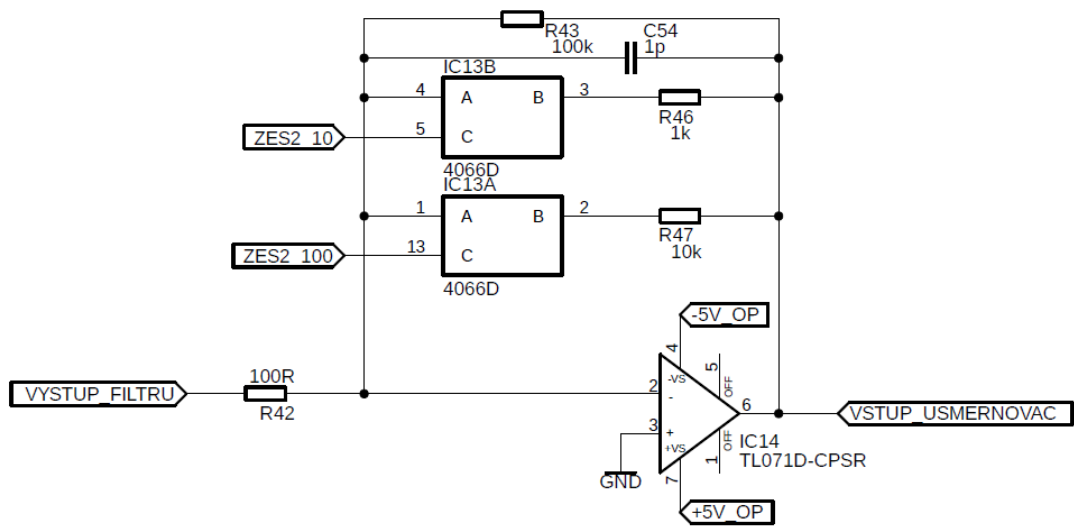 R43
100k
C54
1p
IC13B
4 A B 3
R46
1k
ZES2_10 5 C
4066D
IC13A
1 A B 2
R47
10k
ZES2_100 13 C
4066D
-5V_OP
4
5
-VS
OFF
100R
VYSTUP_FILTRU
R42
2 -
6
VSTUP_USMERNOVAC
3 +
+VS
OFF
IC14
TL071D-CPSR
1
GND
7
+5V_OP